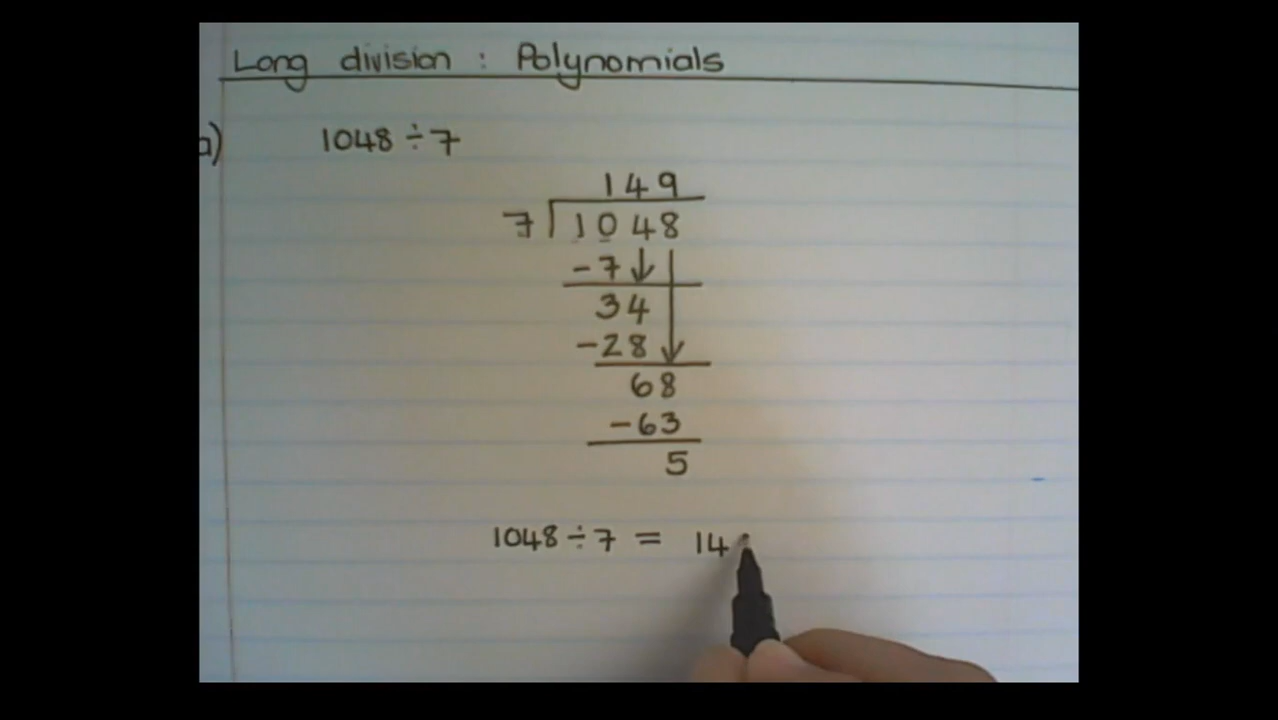 Long division : Polynomials
a) 1048 ÷ 7
149
7 1048
-7
34
-28
68
-63
5
1048 ÷ 7 = 14